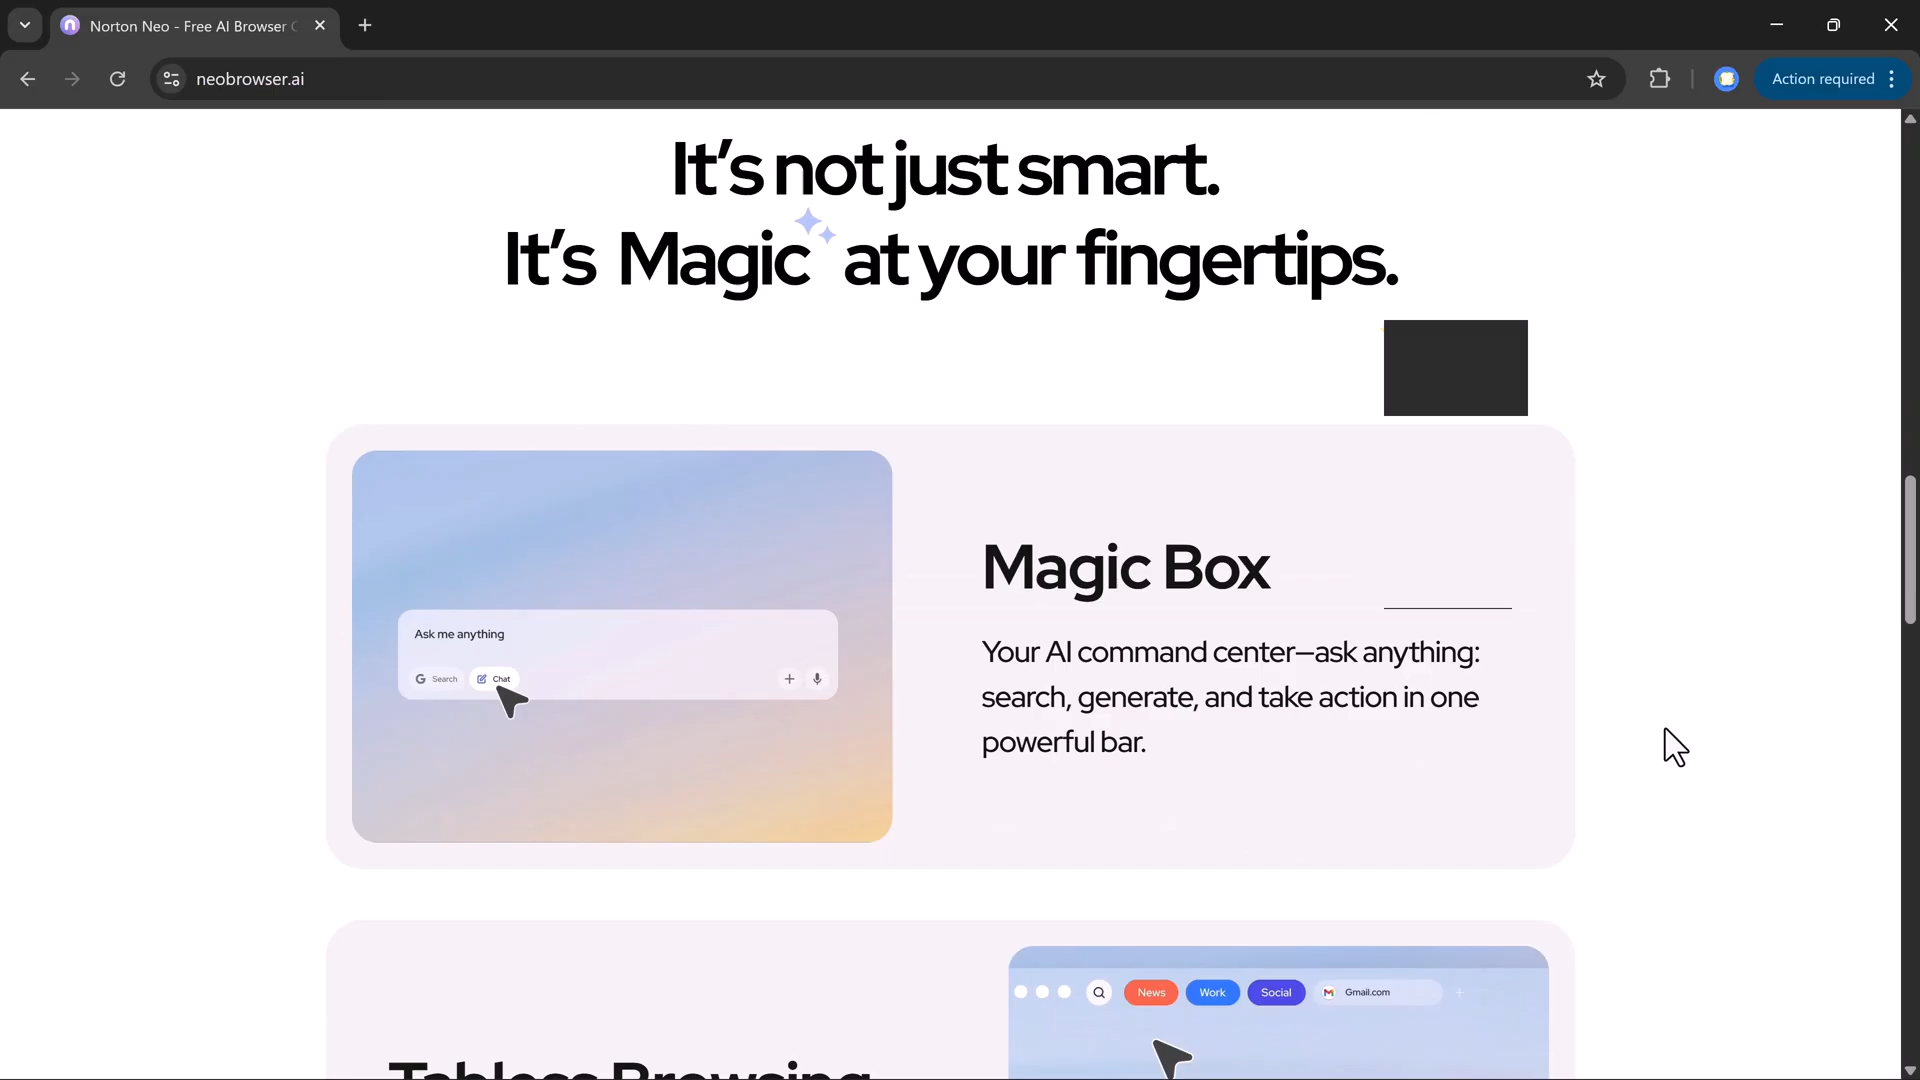 Norton Neo - Free AI Browser
neobrowser.ai
Action required
It’s not just smart.
It’s Magic at your fingertips.
Ask me anything
Search
Chat
Magic Box
Your AI command center—ask anything:
search, generate, and take action in one
powerful bar.
News
Work
Social
Gmail.com
Tabless Browsing